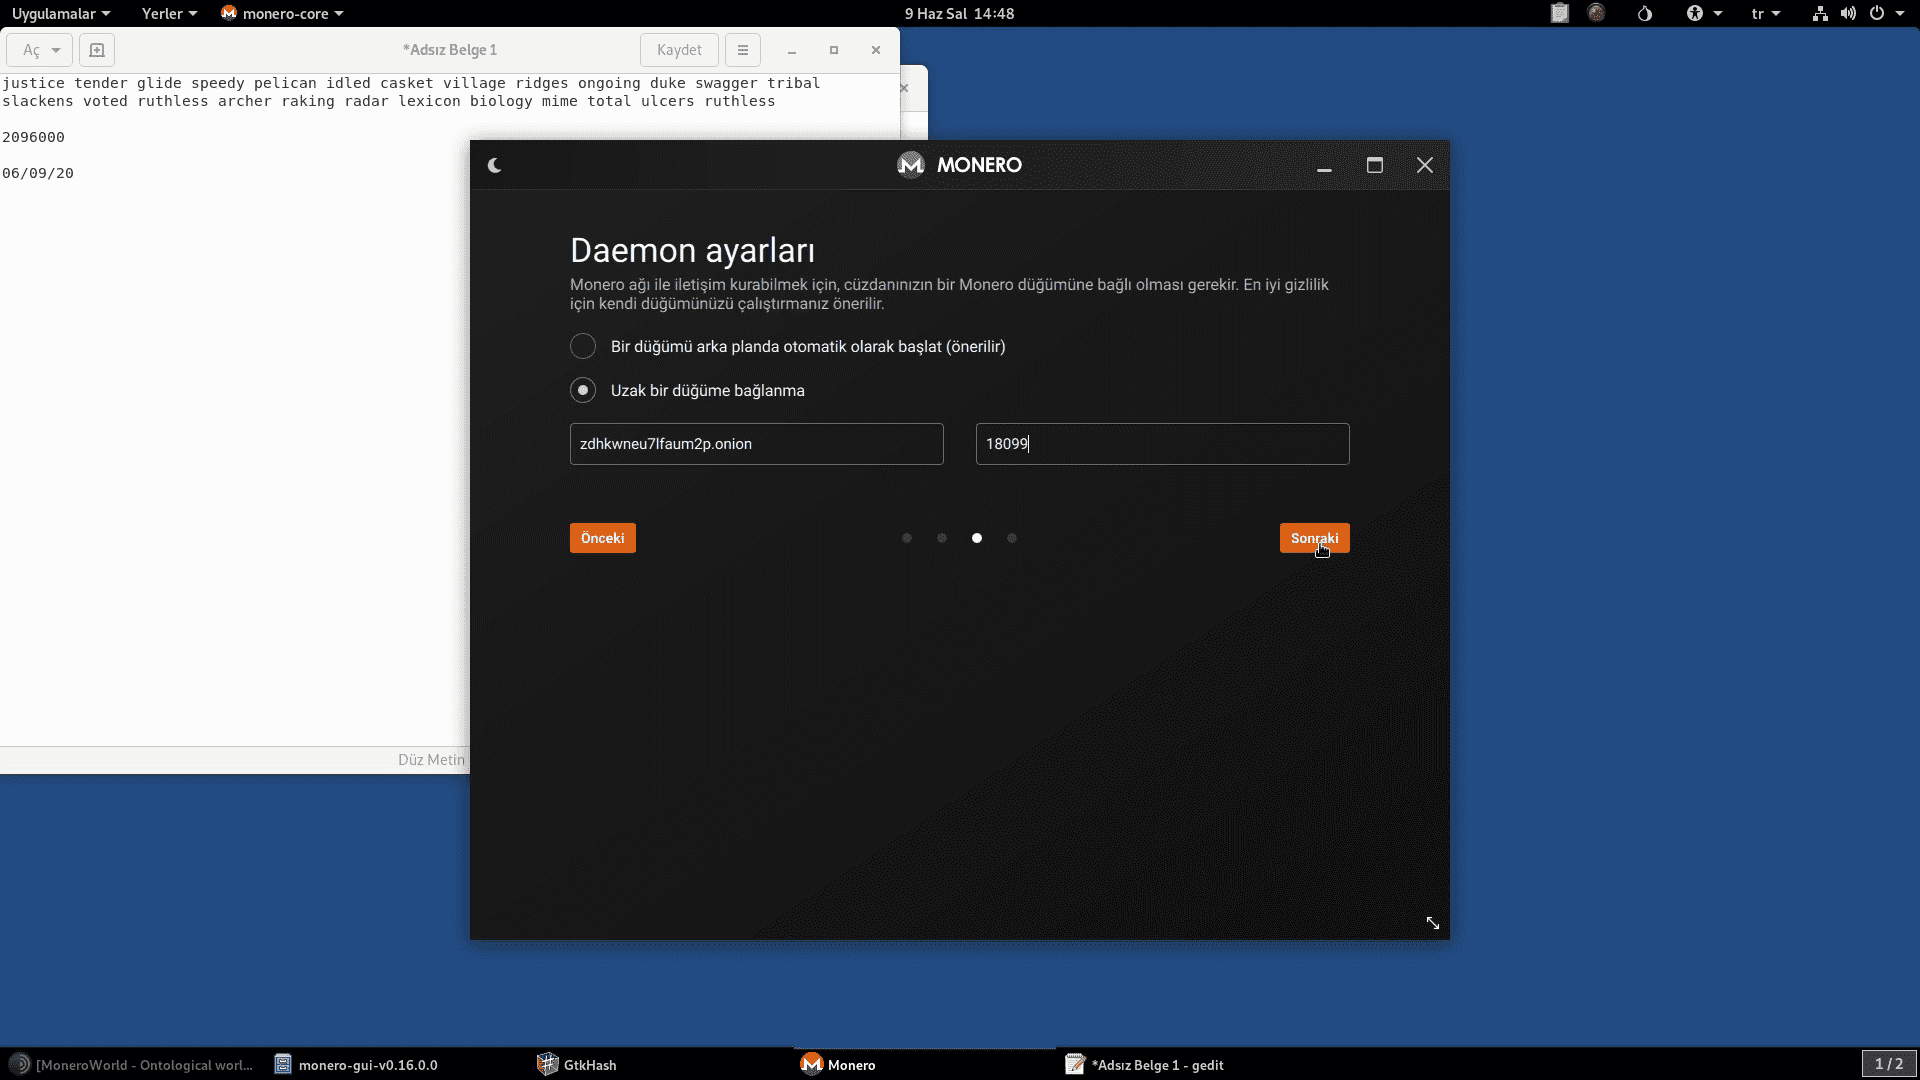 Uygulamalar Yerler monero-core 9 Haz Sal 14:48 tr
Aç *Adsız Belge 1 Kaydet
justice tender glide speedy pelican idled casket village ridges ongoing duke swagger tribal
slackens voted ruthless archer raking radar lexicon biology mime total ulcers ruthless
2096000
06/09/20
Düz Metin
MONERO
Daemon ayarları
Monero ağı ile iletişim kurabilmek için, cüzdanınızın bir Monero düğümüne bağlı olması gerekir. En iyi gizlilik
için kendi düğümünüzü çalıştırmanız önerilir.
Bir düğümü arka planda otomatik olarak başlat (önerilir)
Uzak bir düğüme bağlanma
zdhkwneu7lfaum2p.onion 18099
Önceki Sonraki
[MoneroWorld - Ontological worl... monero-gui-v0.16.0.0 GtkHash Monero *Adsız Belge 1 - gedit 1 / 2